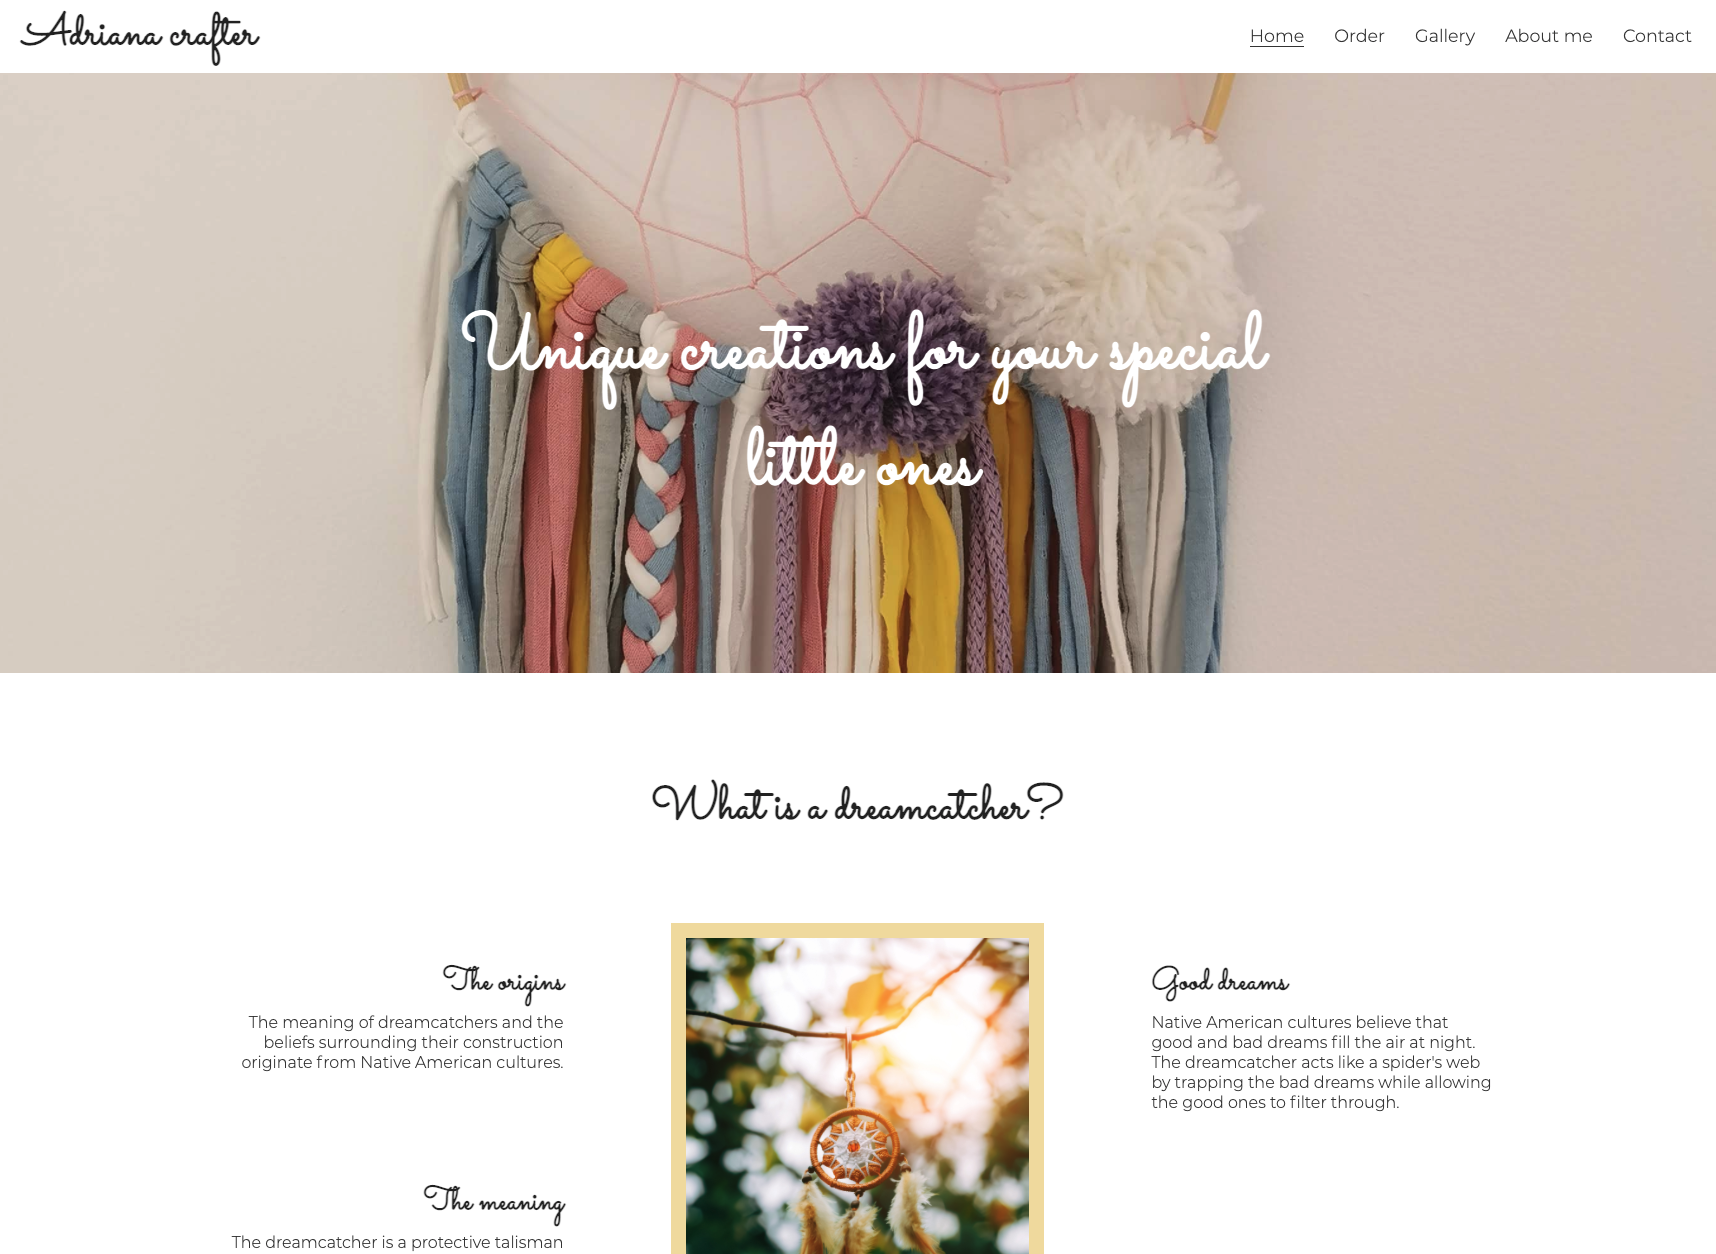 Adriana crafter
Home Order Gallery About me Contact
Unique creations for your special
little ones
What is a dreamcatcher?
The origins
The meaning of dreamcatchers and the
beliefs surrounding their construction
originate from Native American cultures.
The meaning
The dreamcatcher is a protective talisman
Good dreams
Native American cultures believe that
good and bad dreams fill the air at night.
The dreamcatcher acts like a spider's web
by trapping the bad dreams while allowing
the good ones to filter through.